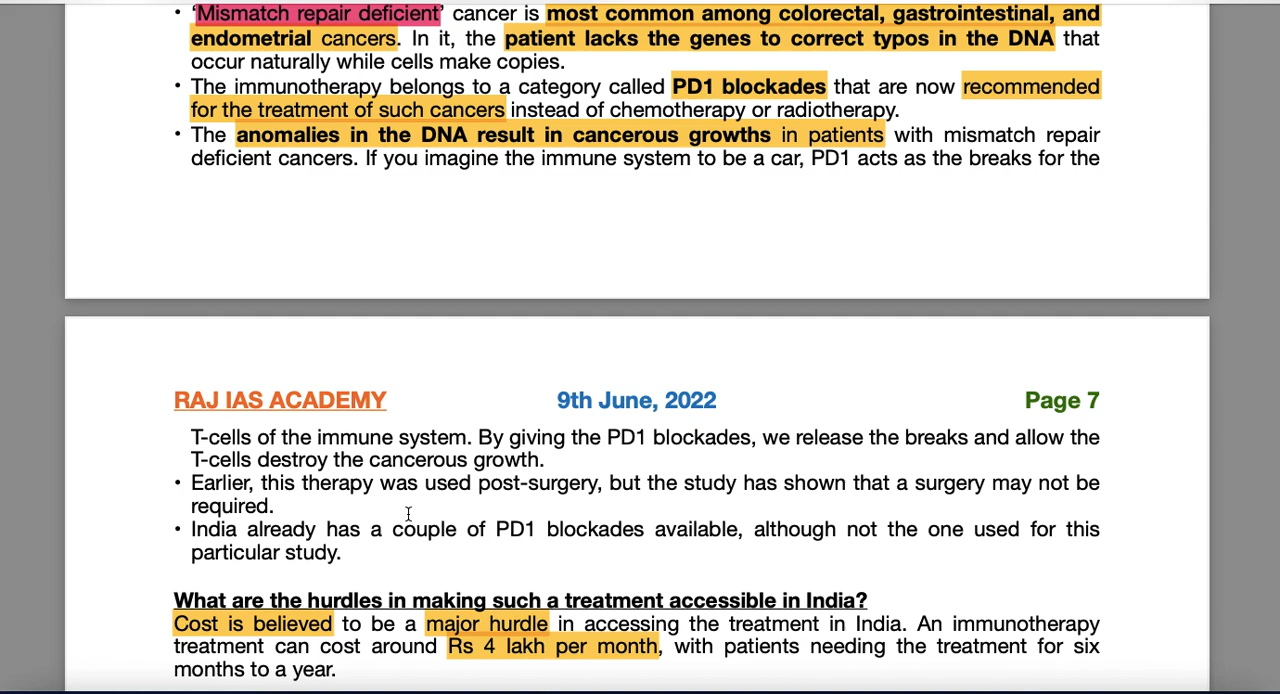 • ‘Mismatch repair deficient’ cancer is most common among colorectal, gastrointestinal, and
endometrial cancers. In it, the patient lacks the genes to correct typos in the DNA that
occur naturally while cells make copies.
• The immunotherapy belongs to a category called PD1 blockades that are now recommended
for the treatment of such cancers instead of chemotherapy or radiotherapy.
• The anomalies in the DNA result in cancerous growths in patients with mismatch repair
deficient cancers. If you imagine the immune system to be a car, PD1 acts as the breaks for the
RAJ IAS ACADEMY 9th June, 2022 Page 7
T-cells of the immune system. By giving the PD1 blockades, we release the breaks and allow the
T-cells destroy the cancerous growth.
• Earlier, this therapy was used post-surgery, but the study has shown that a surgery may not be
required.
• India already has a couple of PD1 blockades available, although not the one used for this
particular study.
What are the hurdles in making such a treatment accessible in India?
Cost is believed to be a major hurdle in accessing the treatment in India. An immunotherapy
treatment can cost around Rs 4 lakh per month, with patients needing the treatment for six
months to a year.